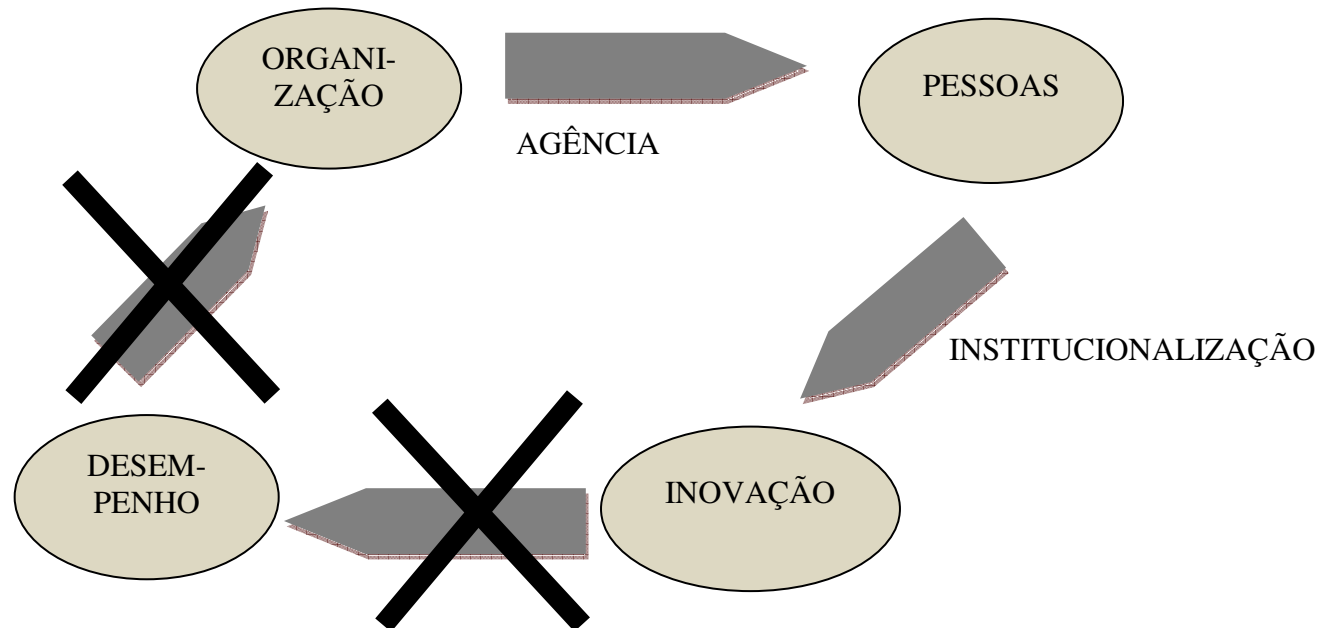 ORGANI-
ZAÇÃO
PESSOAS
AGÊNCIA
INSTITUCIONALIZAÇÃO
DESEM-
PENHO
INOVAÇÃO